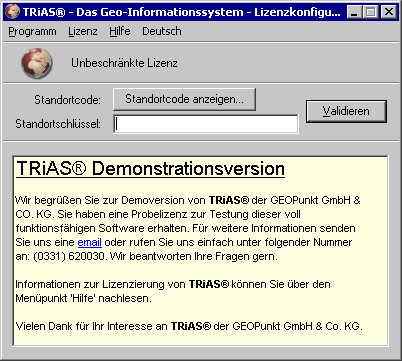 TRiAS® - Das Geo-Informationssystem - Lizenzkonfigu...
Programm Lizenz Hilfe Deutsch
Unbeschränkte Lizenz
Standortcode: Standortcode anzeigen...
Validieren
Standortschlüssel:
TRiAS® Demonstrationsversion
Wir begrüßen Sie zur Demoversion von TRiAS® der GEOPunkt GmbH &
CO. KG. Sie haben eine Probelizenz zur Testung dieser voll
funktionsfähigen Software erhalten. Für weitere Informationen senden
Sie uns eine email oder rufen Sie uns einfach unter folgender Nummer
an: (0331) 620030. Wir beantworten Ihre Fragen gern.
Informationen zur Lizenzierung von TRiAS® können Sie über den
Menüpunkt 'Hilfe' nachlesen.
Vielen Dank für Ihr Interesse an TRiAS® der GEOPunkt GmbH & Co. KG.